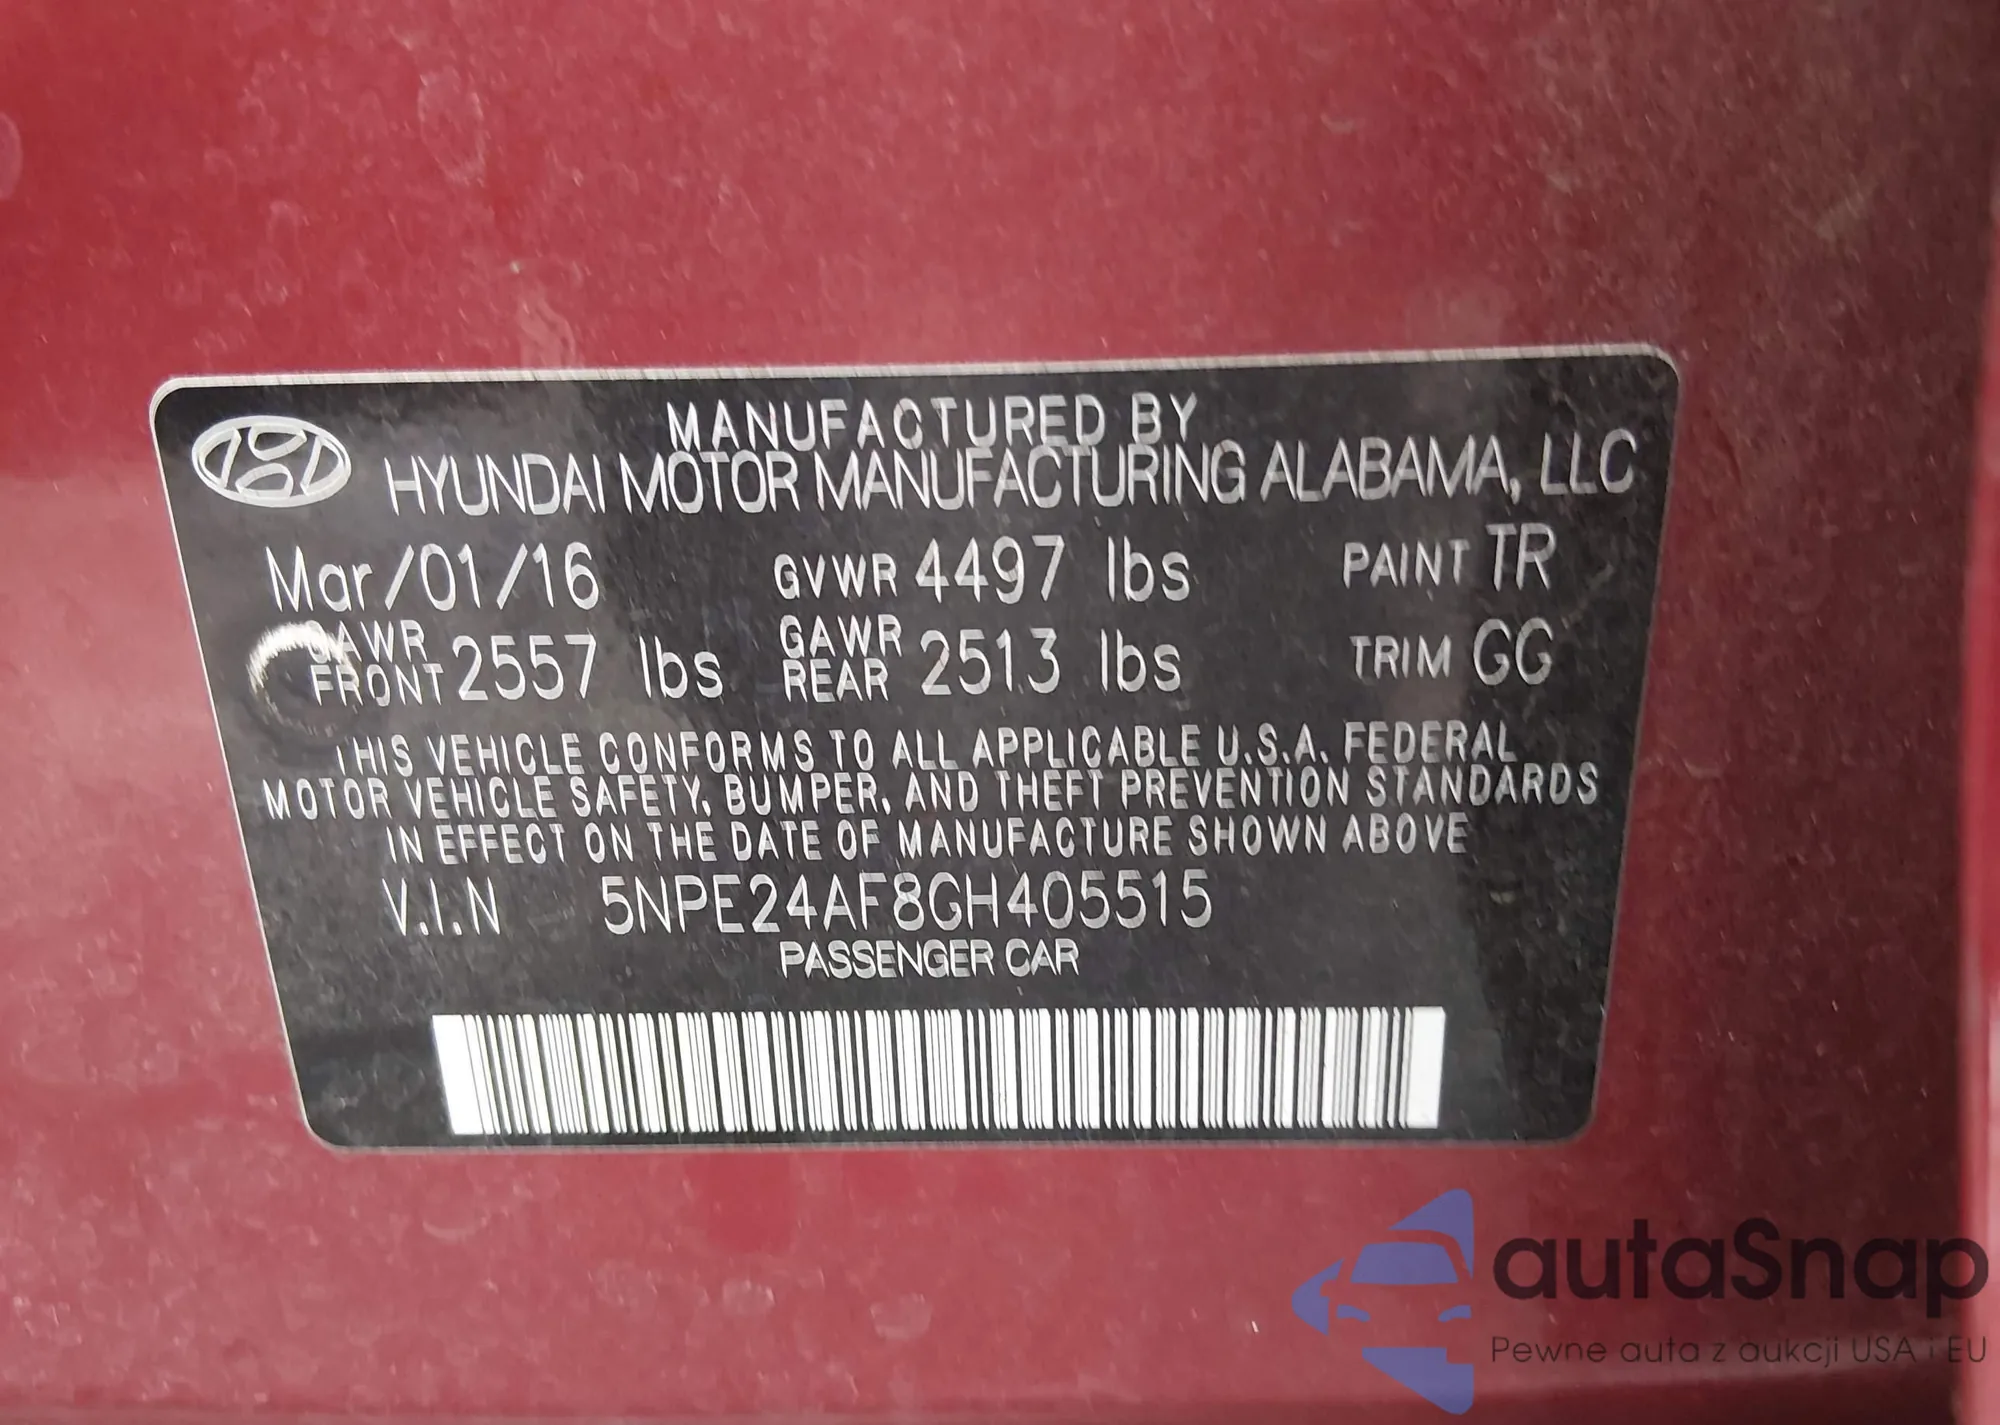 MANUFACTURED BY
HYUNDAI MOTOR MANUFACTURING ALABAMA, LLC
Mar/01/16 GVWR 4497 lbs PAINT TR
GAWR FRONT 2557 lbs GAWR REAR 2513 lbs TRIM GG
THIS VEHICLE CONFORMS TO ALL APPLICABLE U.S.A. FEDERAL
MOTOR VEHICLE SAFETY, BUMPER, AND THEFT PREVENTION STANDARDS
IN EFFECT ON THE DATE OF MANUFACTURE SHOWN ABOVE
V.I.N 5NPE24AF8GH405515
PASSENGER CAR
autaSnap
Pewne auta z aukcji USA i EU